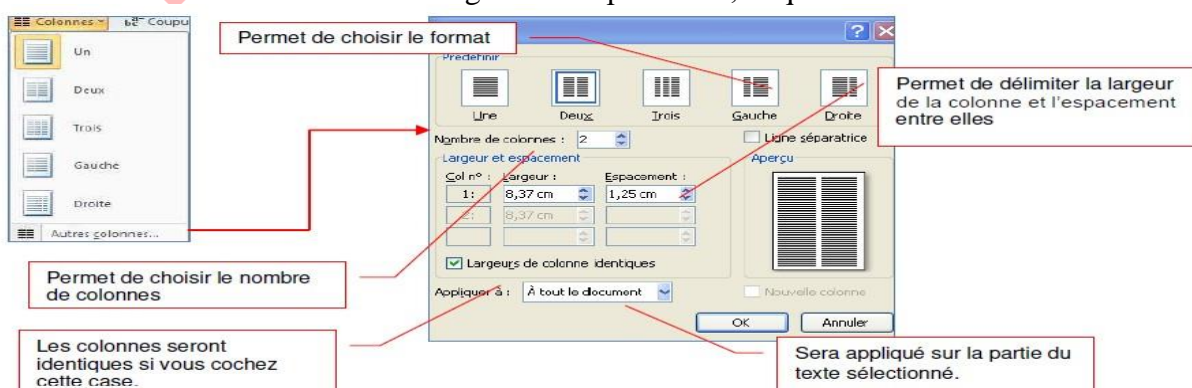 Colonnes
Coupu
Un
Deux
Trois
Gauche
Droite
Autres colonnes...
Permet de choisir le format
Prédéfinir
Une
Deux
Trois
Gauche
Droite
Permet de délimiter la largeur
de la colonne et l'espacement
entre elles
Nombre de colonnes : 2
Ligne séparatrice
Largeur et espacement
Aperçu
Col n° : Largeur : Espacement :
1: 8,37 cm 1,25 cm
2: 8,37 cm
Largeurs de colonne identiques
Permet de choisir le nombre
de colonnes
Appliquer à : À tout le document
Nouvelle colonne
OK
Annuler
Les colonnes seront
identiques si vous cochez
cette case.
Sera appliqué sur la partie du
texte sélectionné.